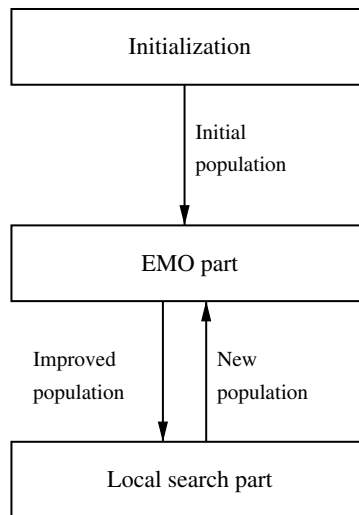 Initialization
Initial
population
EMO part
Improved
population
New
population
Local search part